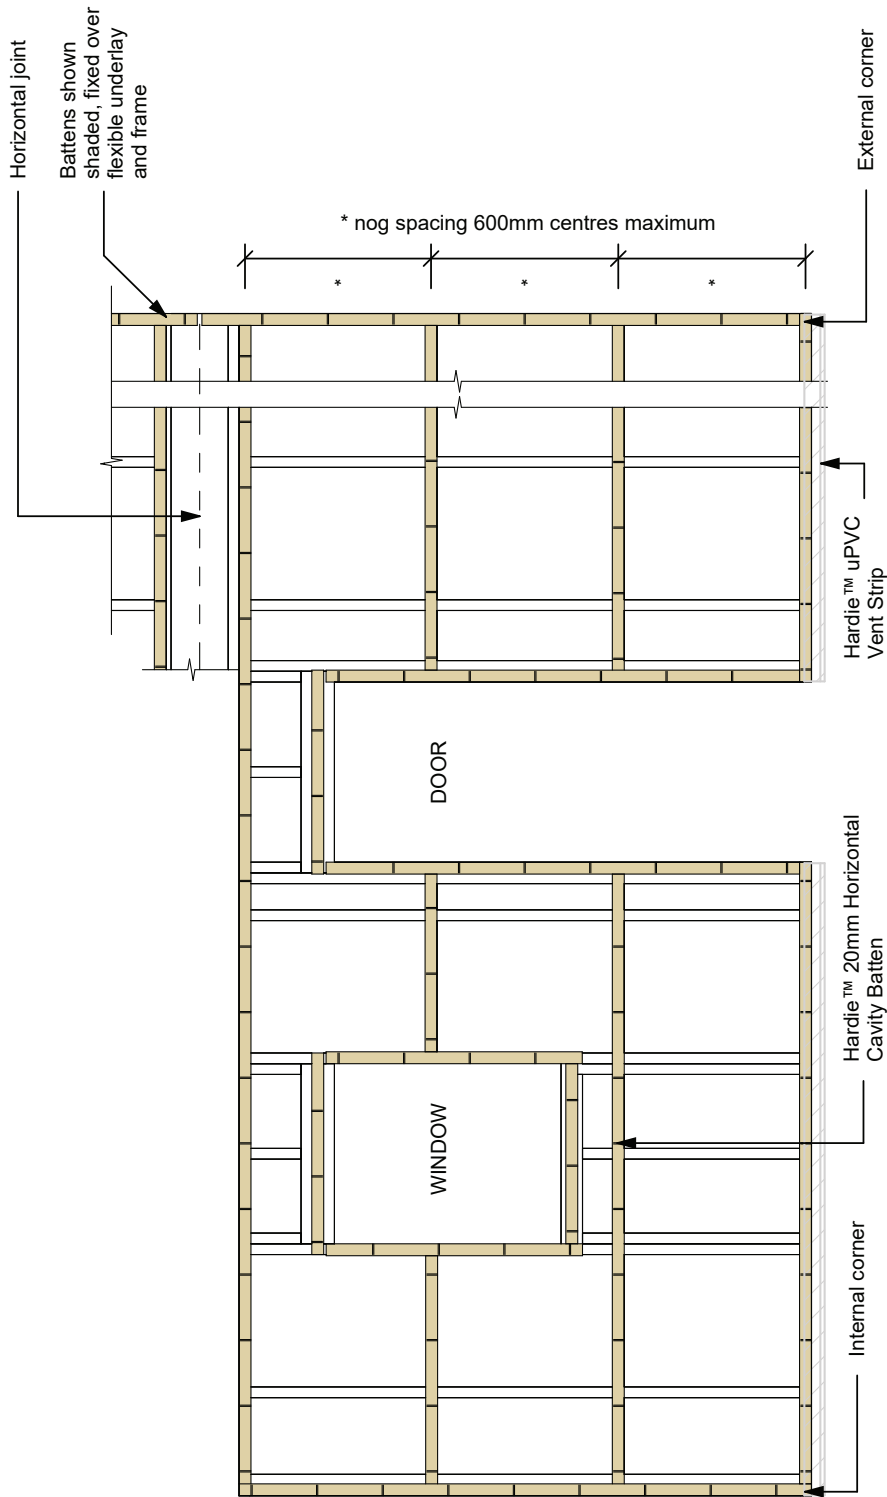 Horizontal joint
Battens shown
shaded, fixed over
flexible underlay
and frame
* nog spacing 600mm centres maximum
*
*
*
External corner
Hardie™ uPVC
Vent Strip
DOOR
Hardie™ 20mm Horizontal
Cavity Batten
WINDOW
Internal corner